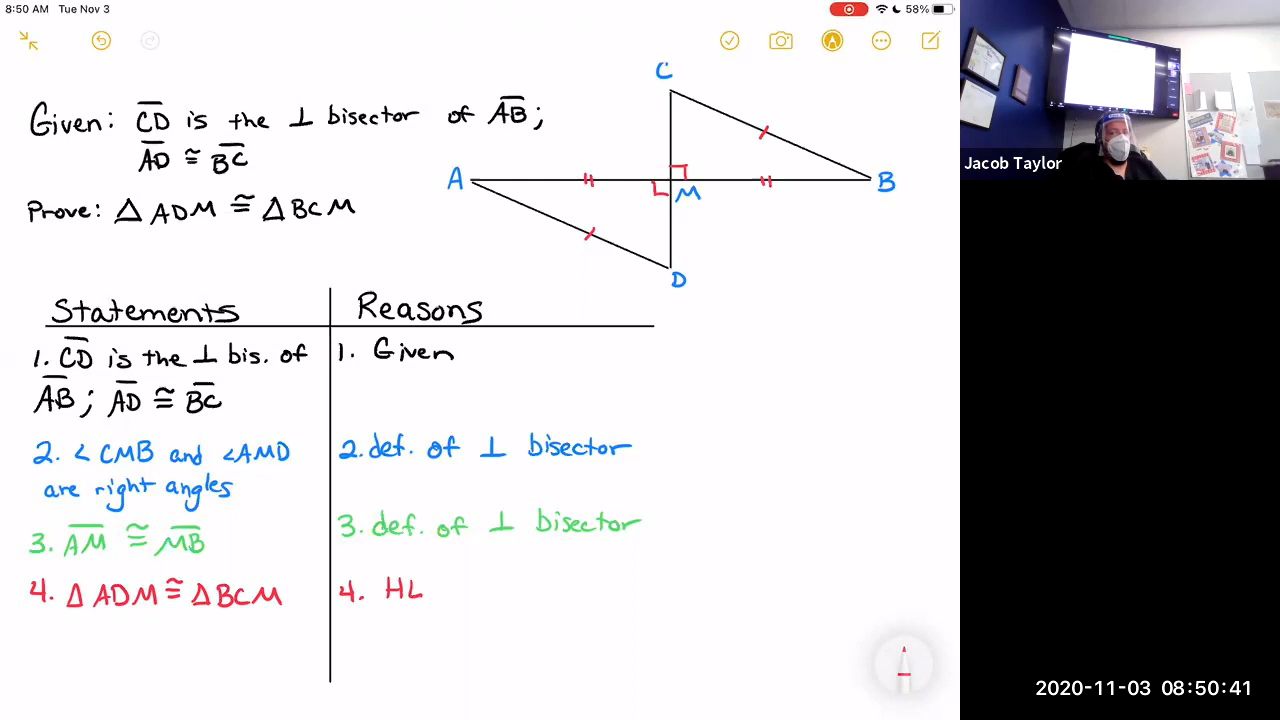 8:50 AM Tue Nov 3
58%
Given: CD is the ⊥ bisector of AB;
AD ≅ BC
Prove: △ADM ≅ △BCM
C
A
B
M
D
Statements
Reasons
1. CD is the ⊥ bis. of
AB; AD ≅ BC
1. Given
2. ∠CMB and ∠AMD
are right angles
2. def. of ⊥ bisector
3. AM ≅ MB
3. def. of ⊥ bisector
4. △ADM ≅ △BCM
4. HL
Jacob Taylor
2020-11-03 08:50:41